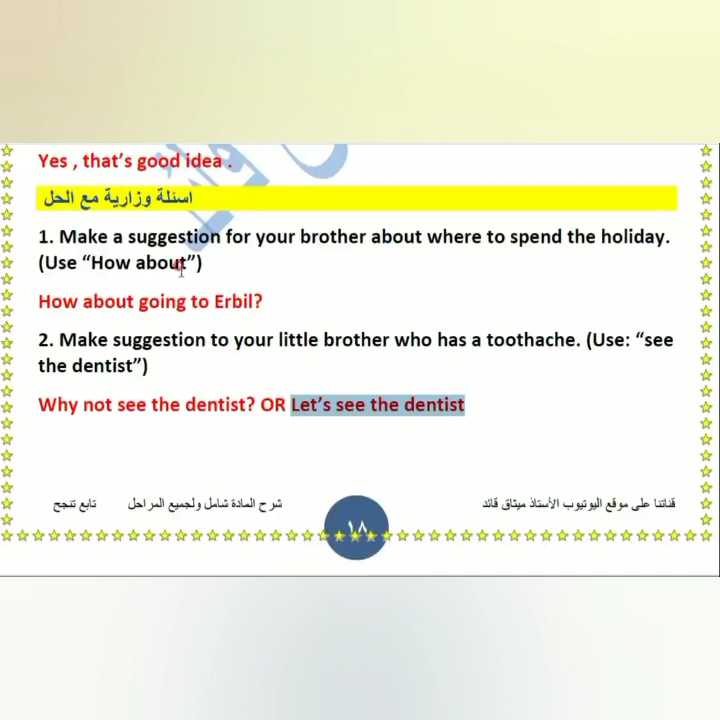 Yes , that's good idea .
اسئلة وزارية مع الحل
1. Make a suggestion for your brother about where to spend the holiday.
(Use “How about”)
How about going to Erbil?
2. Make suggestion to your little brother who has a toothache. (Use: “see
the dentist”)
Why not see the dentist? OR Let's see the dentist
قناتنا على موقع اليوتيوب الأستاذ ميثاق قائد شرح المادة شامل ولجميع المراحل تابع تنجح
١٨